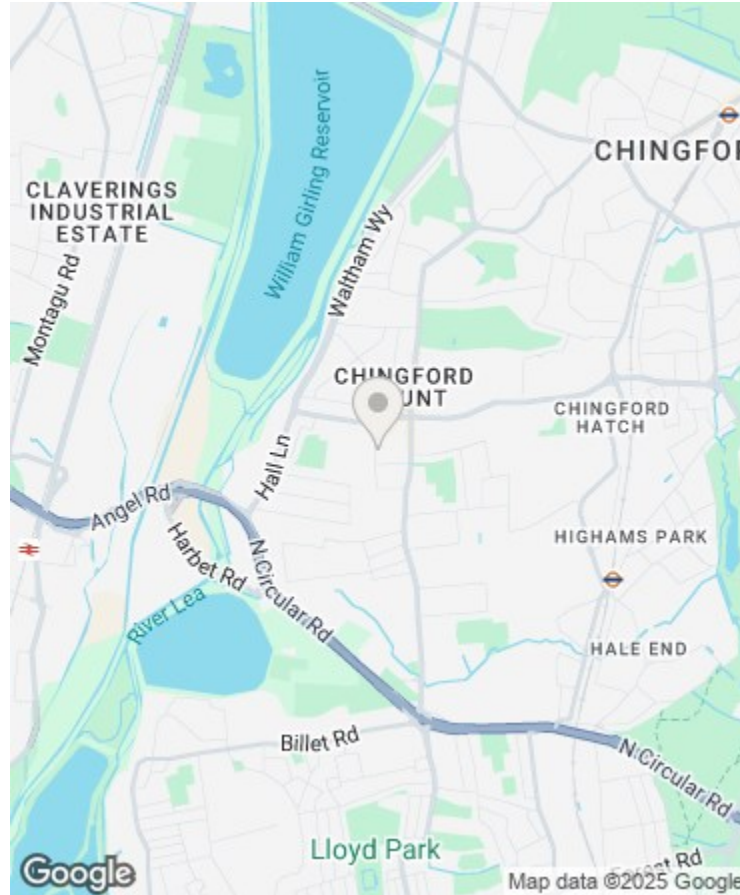 CHINGFOR
CLAVERINGS
INDUSTRIAL
ESTATE
William Girling Reservoir
Waltham Wy
Montagu Rd
CHINGFORD
UNT
CHINGFORD
HATCH
Hall Ln
Angel Rd
HIGHAMS PARK
Harbet Rd
N Circular Rd
River Lea
HALE END
Billet Rd
N Circular Rd
Lloyd Park
Forest Rd
Google
Map data ©2025 Google